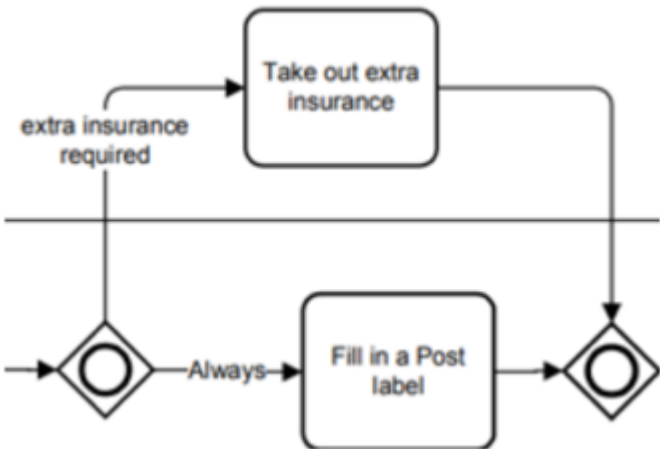 Take out extra
insurance
extra insurance
required
Always
Fill in a Post
label